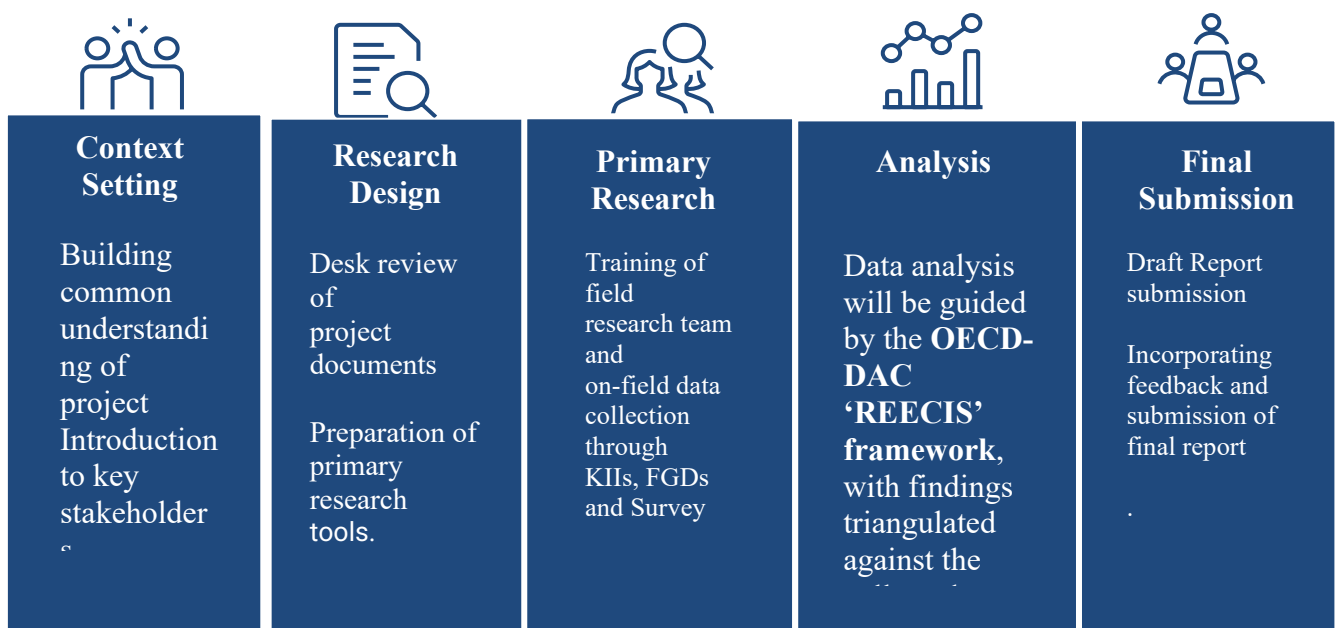 Context
Setting
Building
common
understandi
ng of
project
Introduction
to key
stakeholder
Research
Design
Desk review
of
project
documents
Preparation of
primary
research
tools.
Primary
Research
Training of
field
research team
and
on-field data
collection
through
KIIs, FGDs
and Survey
Analysis
Data analysis
will be guided
by the OECD-
DAC
‘REECIS’
framework,
with findings
triangulated
against the
Final
Submission
Draft Report
submission
Incorporating
feedback and
submission of
final report
.